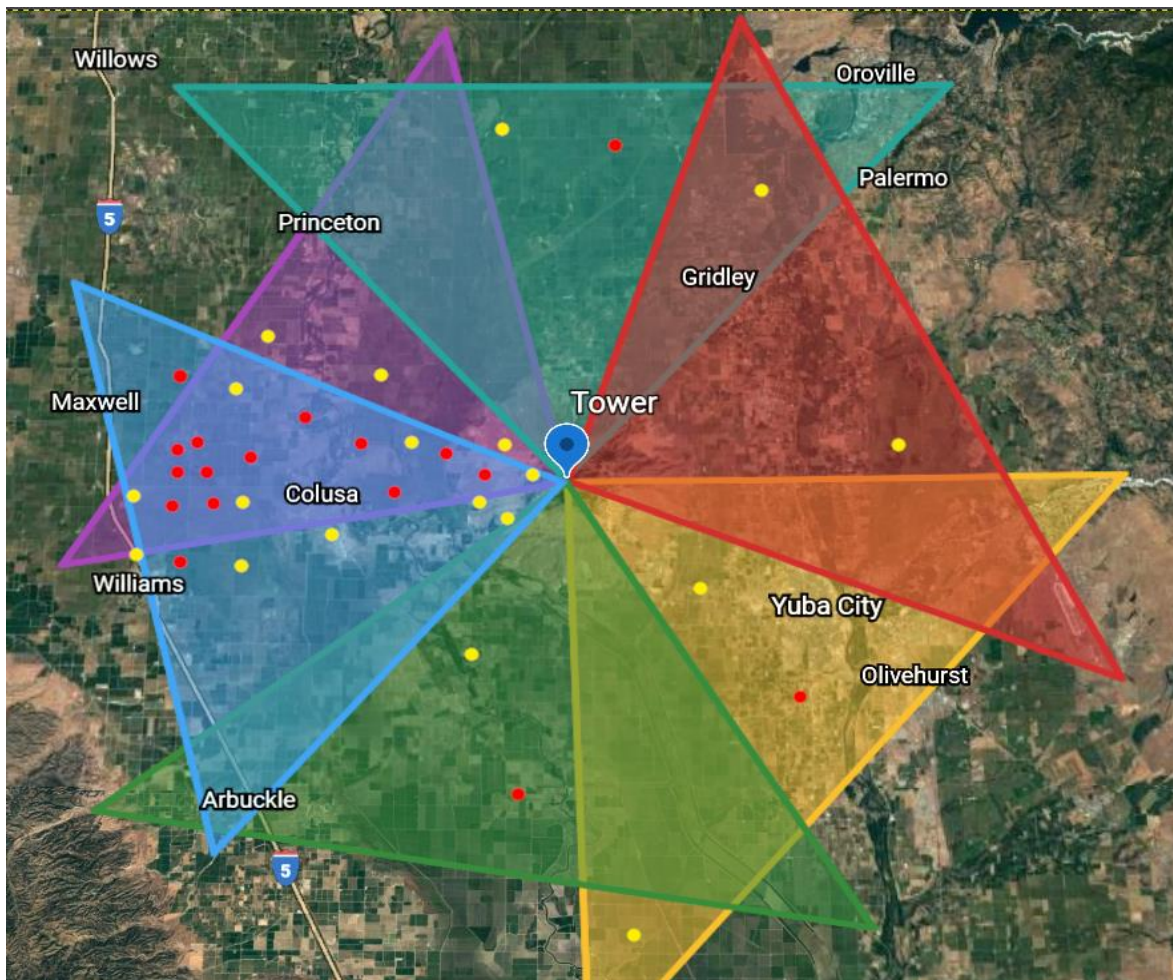 Willows
Oroville
Palermo
5
Princeton
Gridley
Maxwell
Tower
Colusa
Williams
Yuba City
Olivehurst
Arbuckle
5